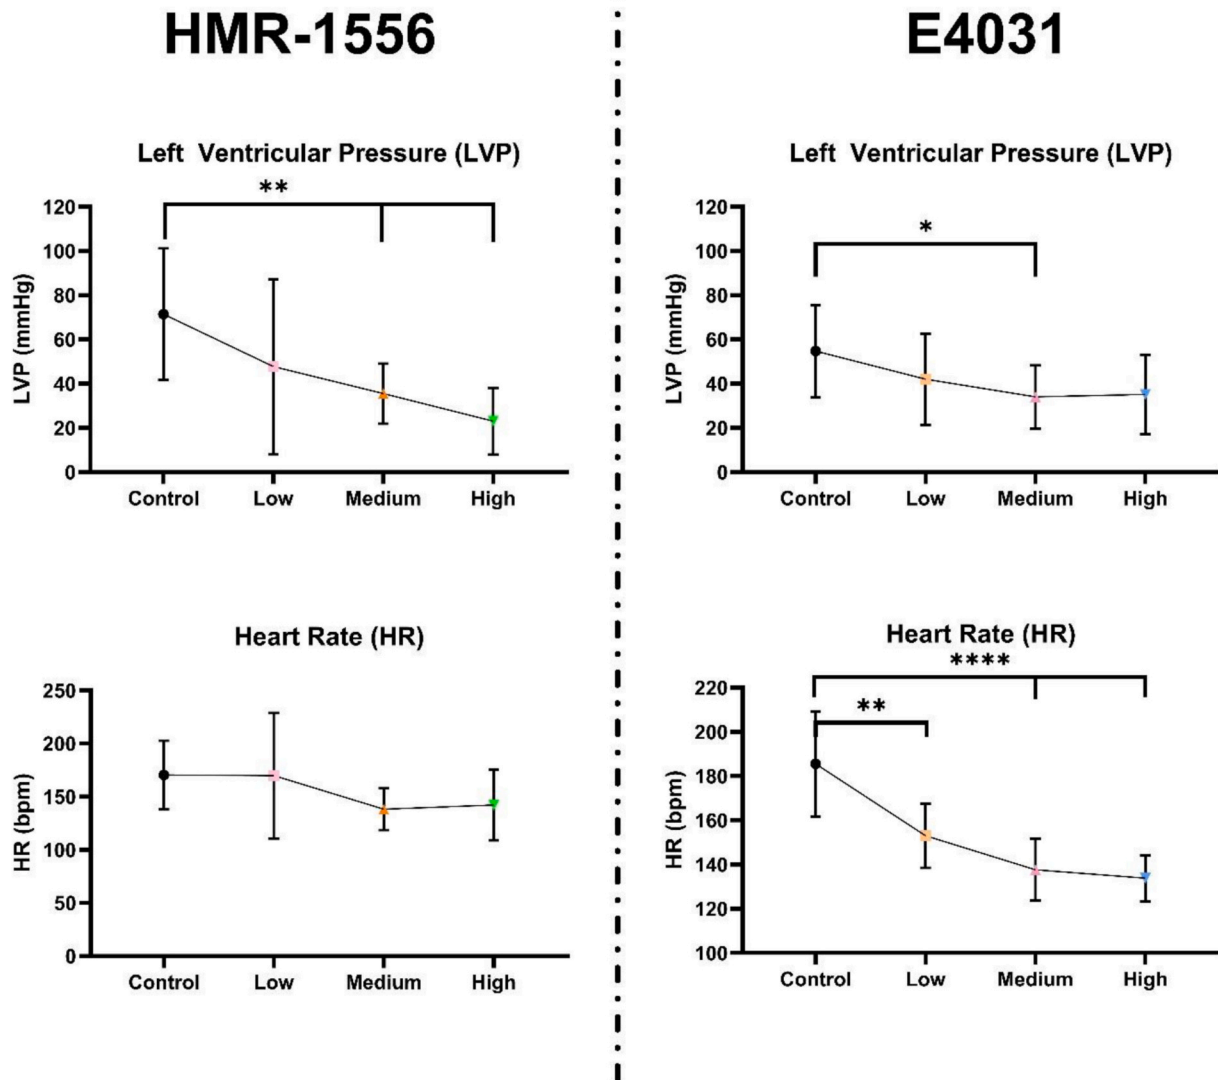 HMR-1556
E4031
Left Ventricular Pressure (LVP)
**
120
100
80
60
40
20
0
LVP (mmHg)
Control Low Medium High
Left Ventricular Pressure (LVP)
*
120
100
80
60
40
20
0
LVP (mmHg)
Control Low Medium High
Heart Rate (HR)
250
200
150
100
50
0
HR (bpm)
Control Low Medium High
Heart Rate (HR)
****
**
220
200
180
160
140
120
100
HR (bpm)
Control Low Medium High